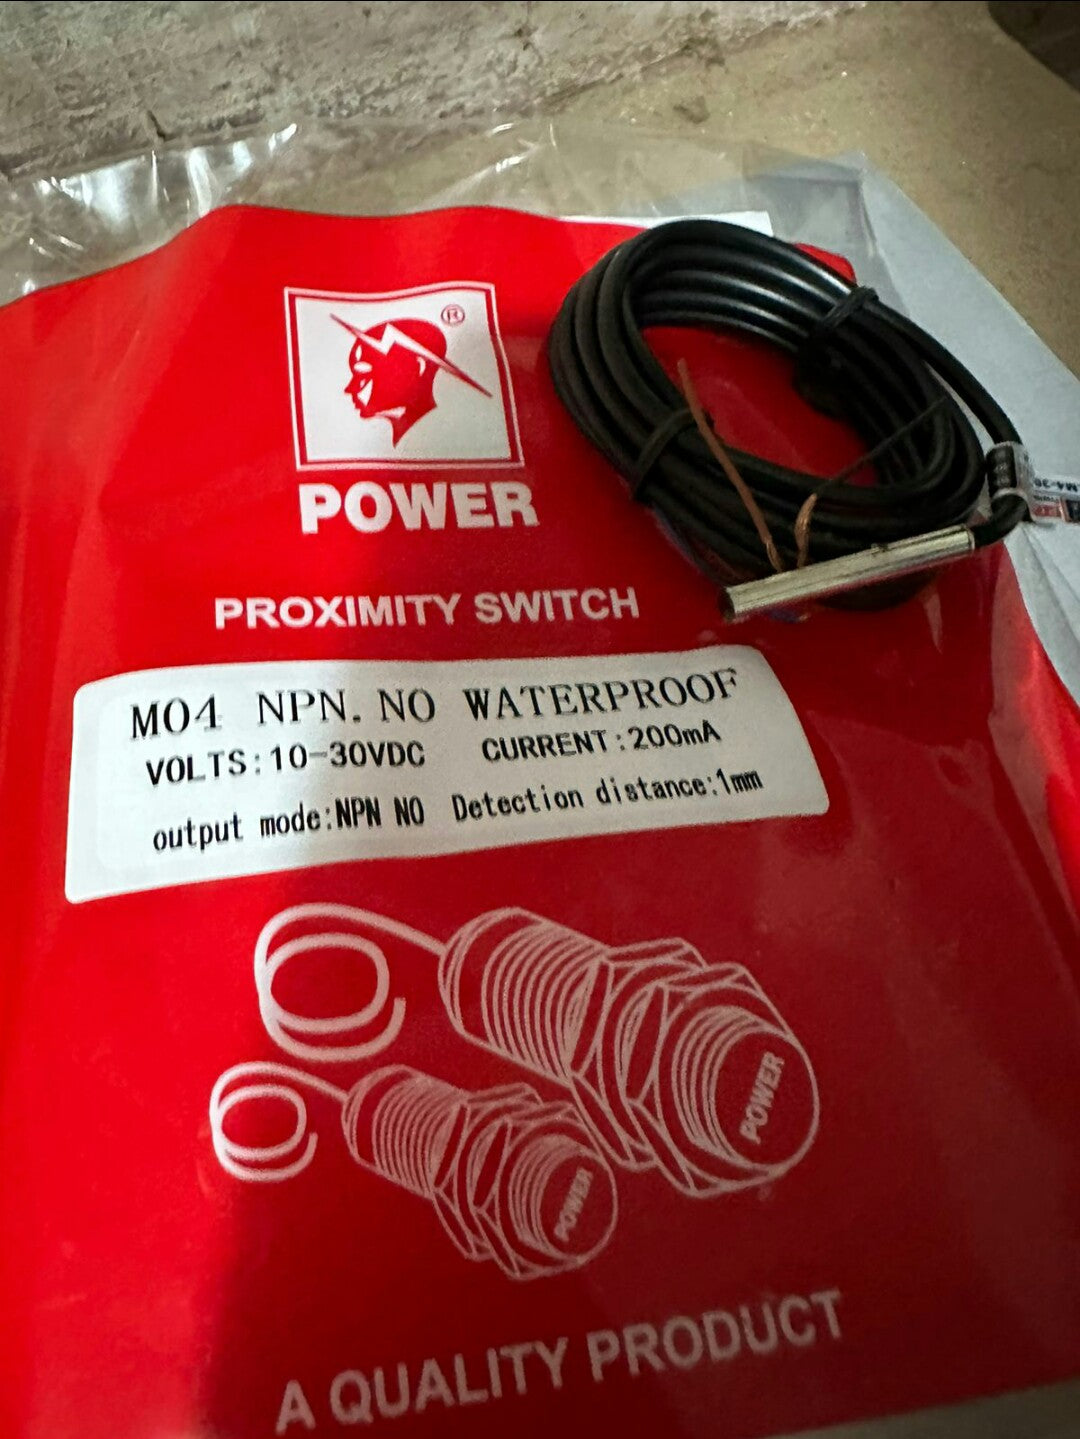 ®
POWER
PROXIMITY SWITCH
M04 NPN.NO WATERPROOF
VOLTS:10-30VDC CURRENT:200mA
output mode:NPN NO Detection distance:1mm
POWER
POWER
A QUALITY PRODUCT